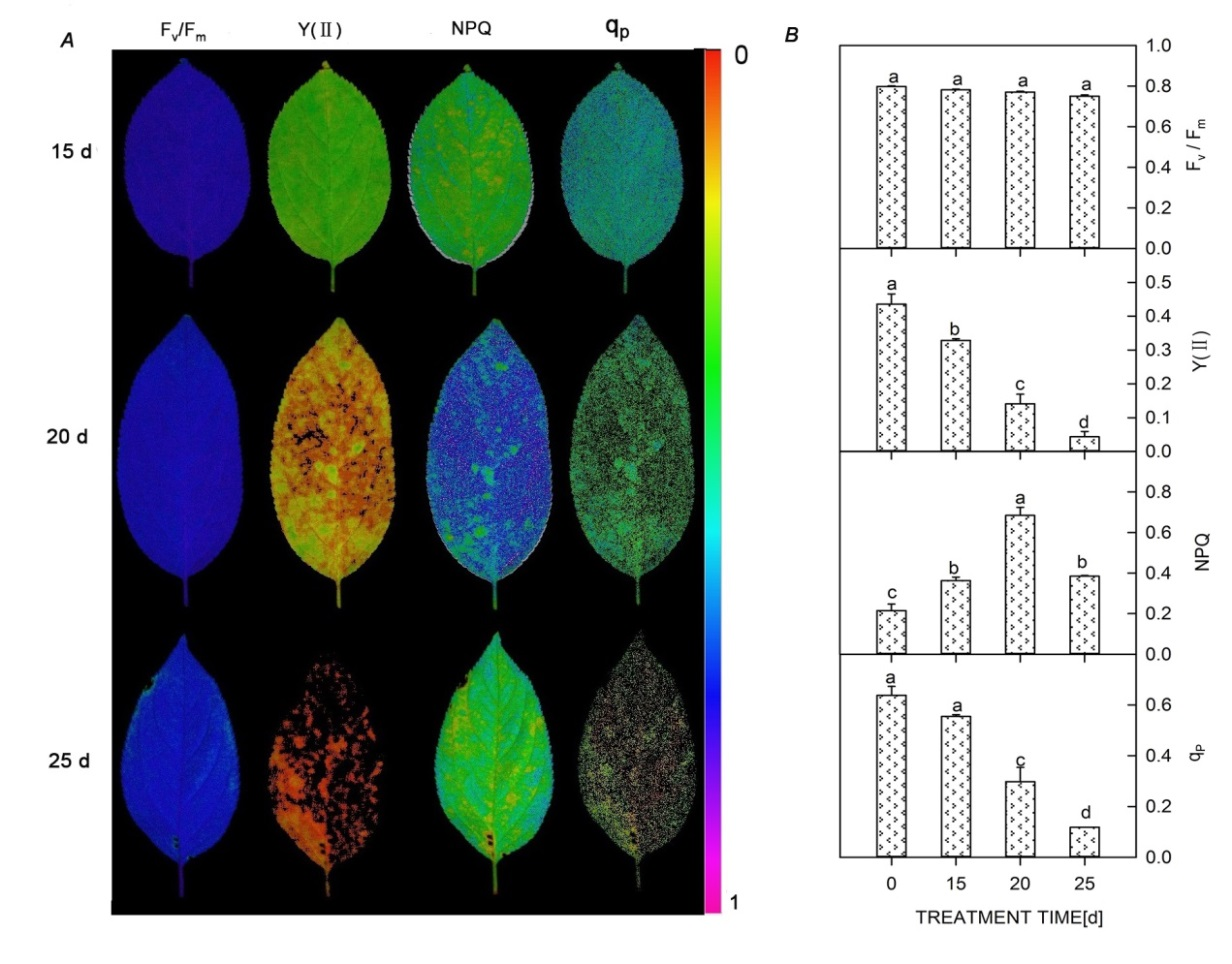 A
Fv/Fm
Y(Ⅱ)
NPQ
qp
0
15 d
20 d
25 d
1
B
a
a
a
a
1.0
0.8
0.6
0.4
0.2
0.0
Fv / Fm
a
b
c
d
0.5
0.4
0.3
0.2
0.1
0.0
Y(Ⅱ)
c
b
a
b
0.8
0.6
0.4
0.2
0.0
NPQ
a
a
c
d
0.6
0.4
0.2
0.0
qP
0 15 20 25
TREATMENT TIME[d]